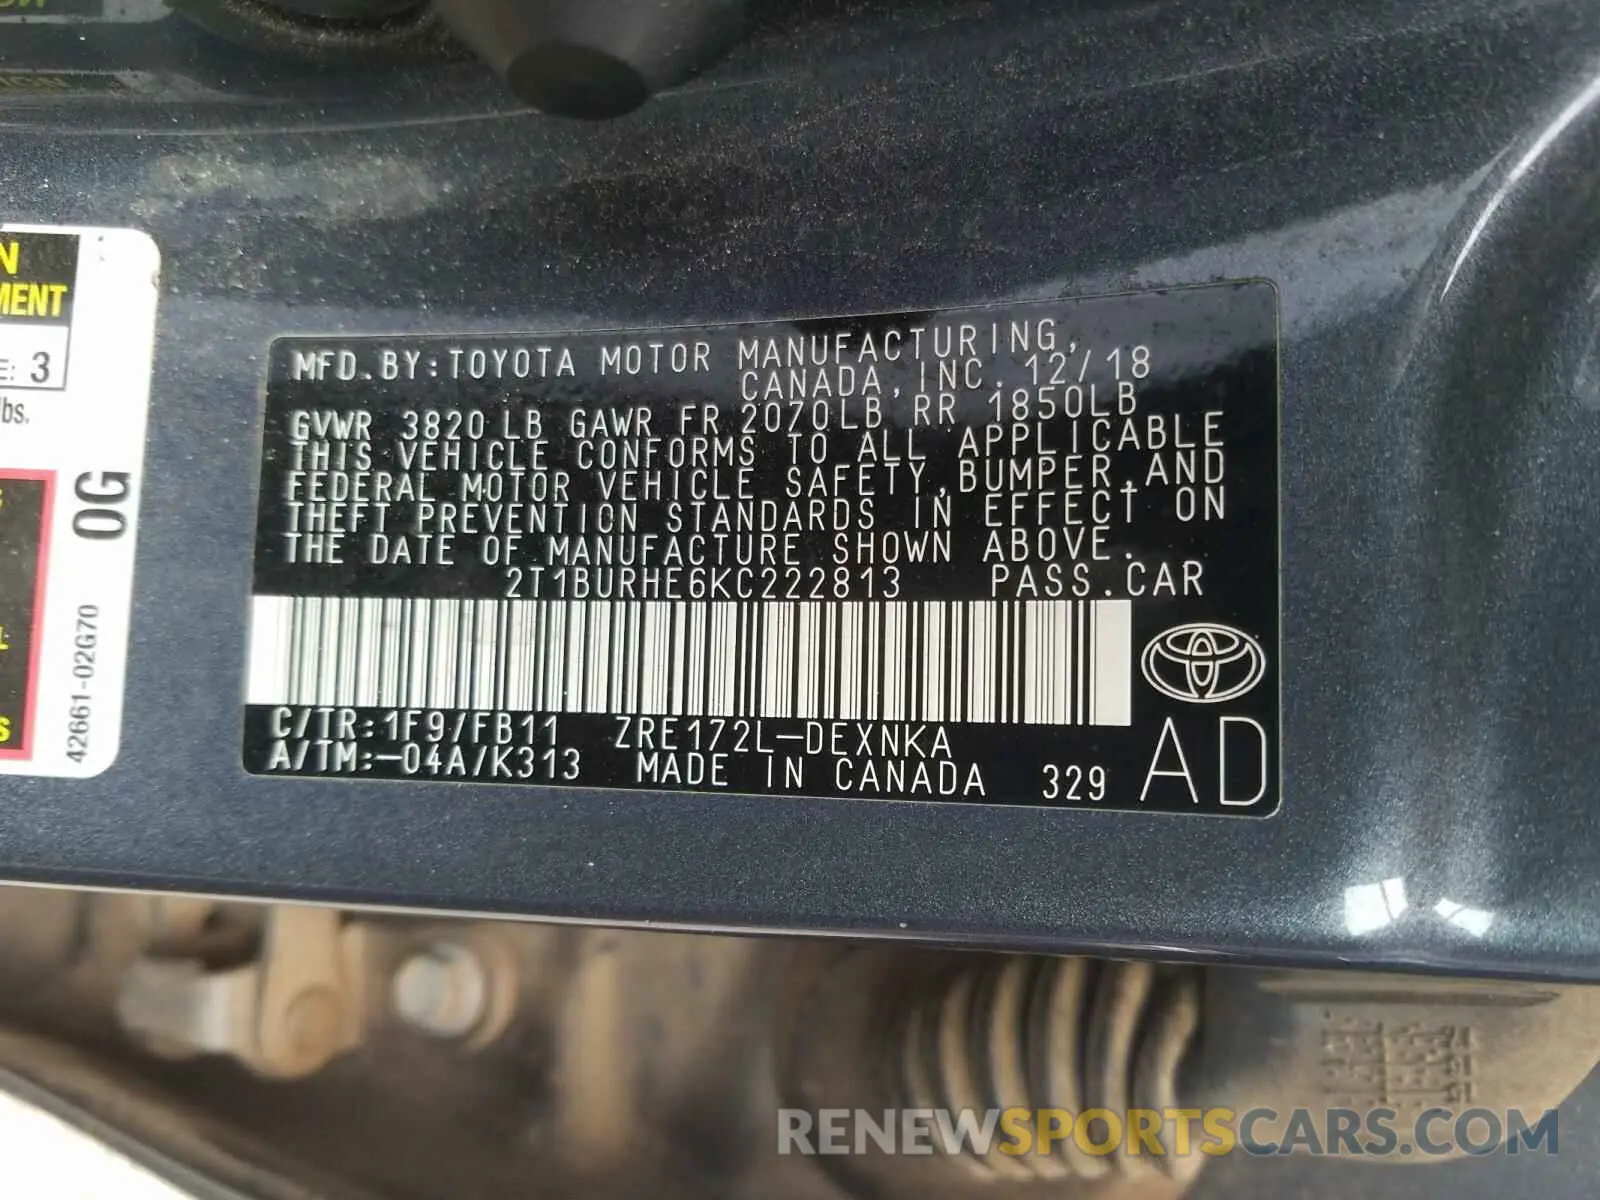 N
MENT
E: 3
lbs.
0G
42661-02G70
S
MFD. BY: TOYOTA MOTOR MANUFACTURING,
CANADA, INC. 12/18
GVWR 3820 LB GAWR FR 2070LB RR 1850LB
THIS VEHICLE CONFORMS TO ALL APPLICABLE
FEDERAL MOTOR VEHICLE SAFETY, BUMPER, AND
THEFT PREVENTION STANDARDS IN EFFECT ON
THE DATE OF MANUFACTURE SHOWN ABOVE.
2T1BURHE6KC222813 PASS. CAR
C/TR: 1F9/FB11 ZRE172L-DEXNKA
A/TM: -04A/K313 MADE IN CANADA 329
AD
RENEWSPORTSCARS.COM